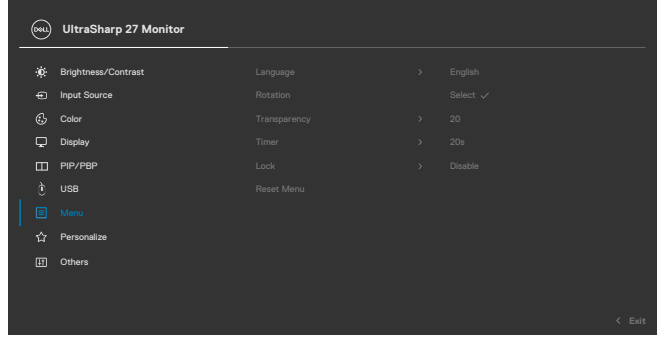 DELL UltraSharp 27 Monitor
Brightness/Contrast Language > English
Input Source Rotation Select ✓
Color Transparency > 20
Display Timer > 20s
PIP/PBP Lock > Disable
USB Reset Menu
Menu
Personalize
Others
< Exit